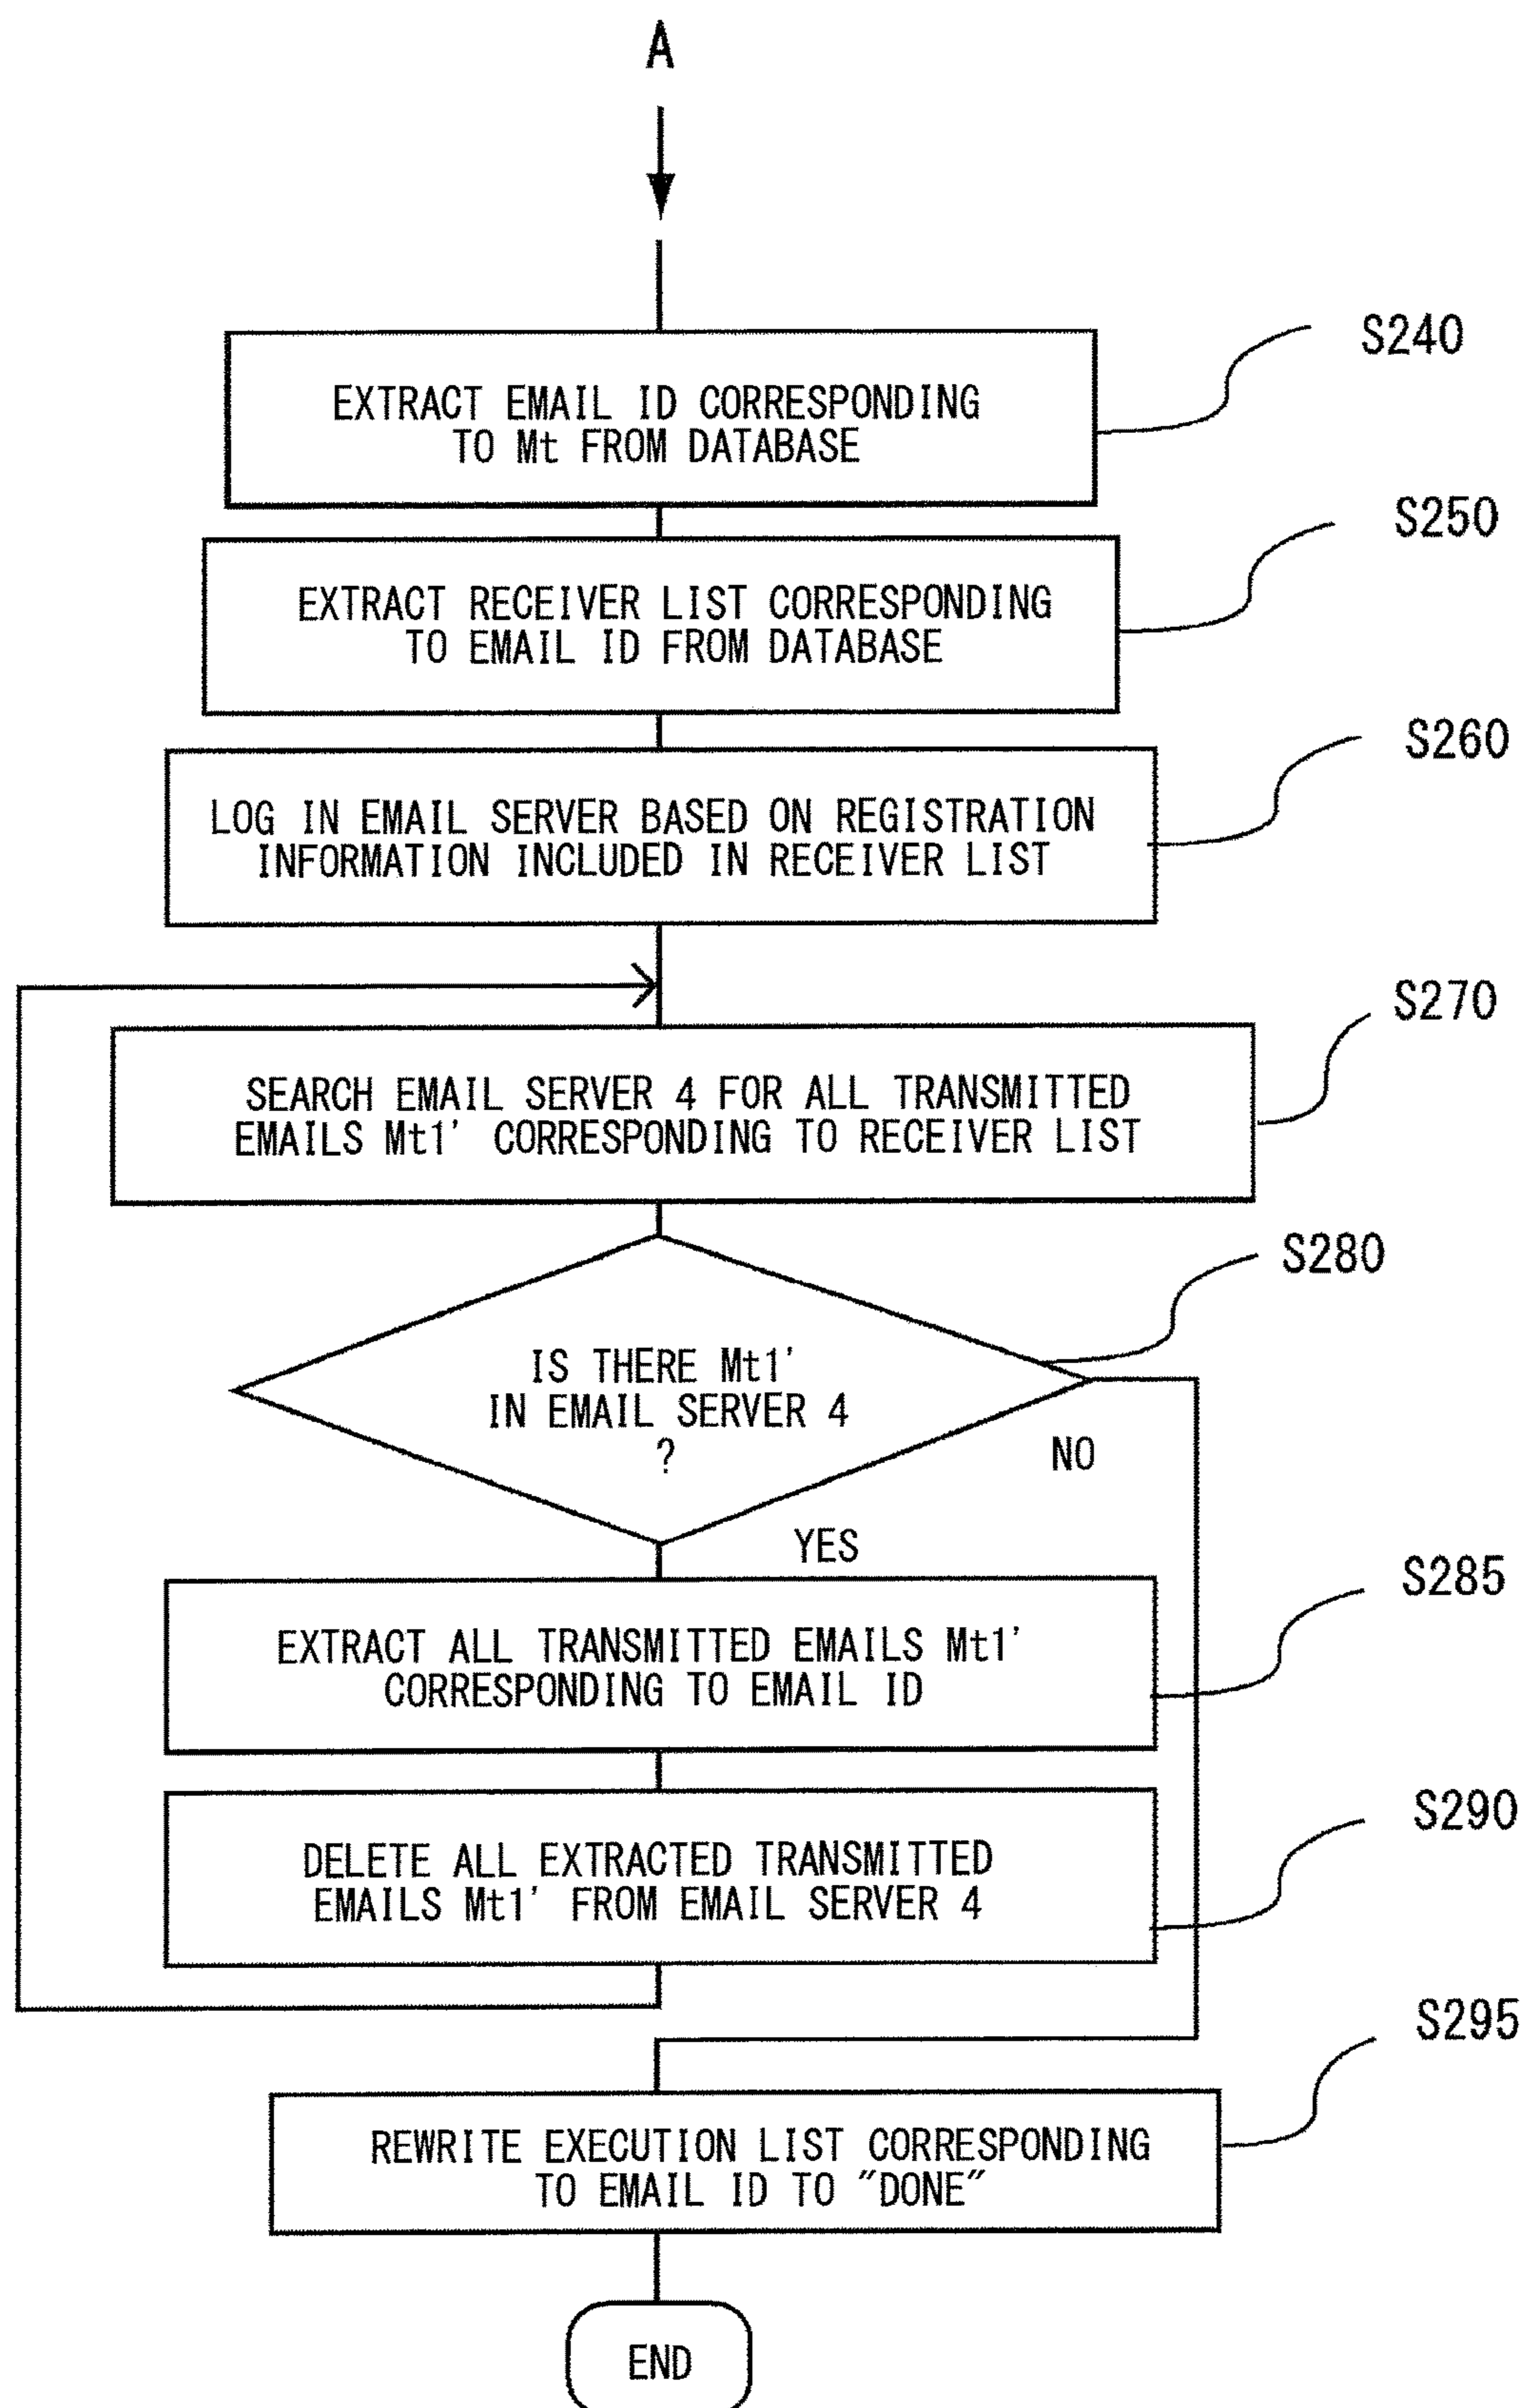 A
S240
EXTRACT EMAIL ID CORRESPONDING
TO Mt FROM DATABASE
S250
EXTRACT RECEIVER LIST CORRESPONDING
TO EMAIL ID FROM DATABASE
S260
LOG IN EMAIL SERVER BASED ON REGISTRATION
INFORMATION INCLUDED IN RECEIVER LIST
S270
SEARCH EMAIL SERVER 4 FOR ALL TRANSMITTED
EMAILS Mt1' CORRESPONDING TO RECEIVER LIST
S280
IS THERE Mt1'
IN EMAIL SERVER 4
?
NO
YES
S285
EXTRACT ALL TRANSMITTED EMAILS Mt1'
CORRESPONDING TO EMAIL ID
S290
DELETE ALL EXTRACTED TRANSMITTED
EMAILS Mt1' FROM EMAIL SERVER 4
S295
REWRITE EXECUTION LIST CORRESPONDING
TO EMAIL ID TO "DONE"
END